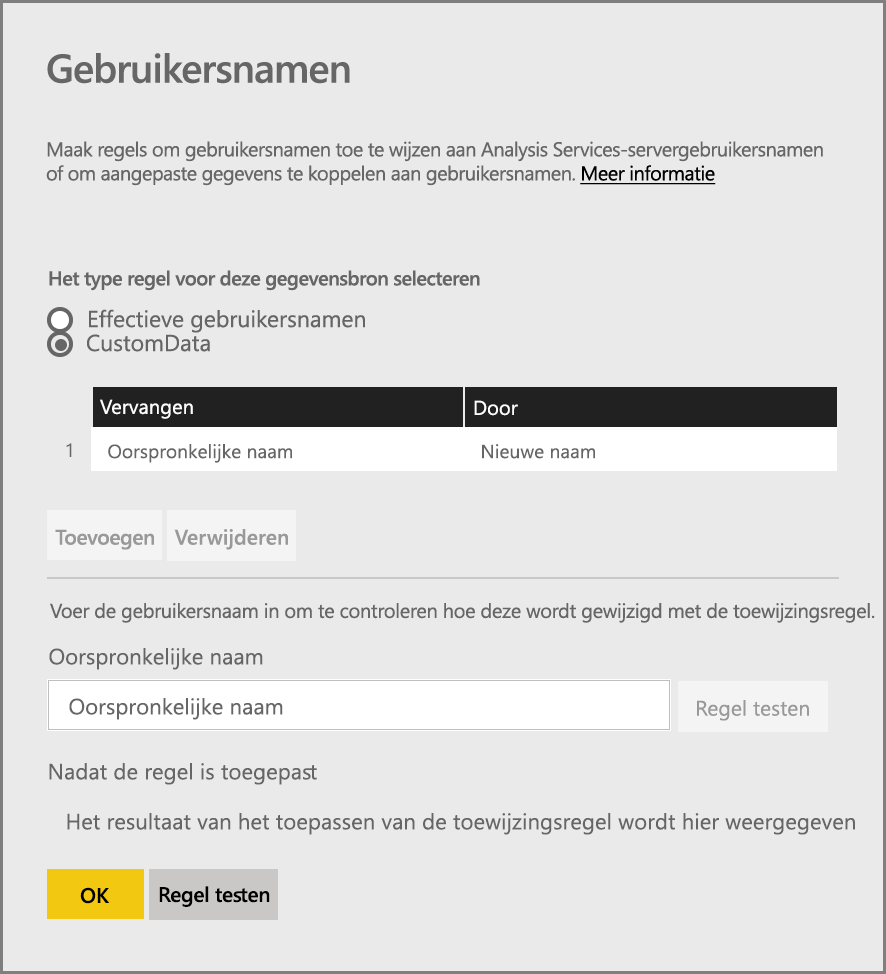 Gebruikersnamen
Maak regels om gebruikersnamen toe te wijzen aan Analysis Services-servergebruikersnamen
of om aangepaste gegevens te koppelen aan gebruikersnamen. Meer informatie
Het type regel voor deze gegevensbron selecteren
Effectieve gebruikersnamen
CustomData
Vervangen Door
1 Oorspronkelijke naam Nieuwe naam
Toevoegen Verwijderen
Voer de gebruikersnaam in om te controleren hoe deze wordt gewijzigd met de toewijzingsregel.
Oorspronkelijke naam
Oorspronkelijke naam Regel testen
Nadat de regel is toegepast
Het resultaat van het toepassen van de toewijzingsregel wordt hier weergegeven
OK Regel testen